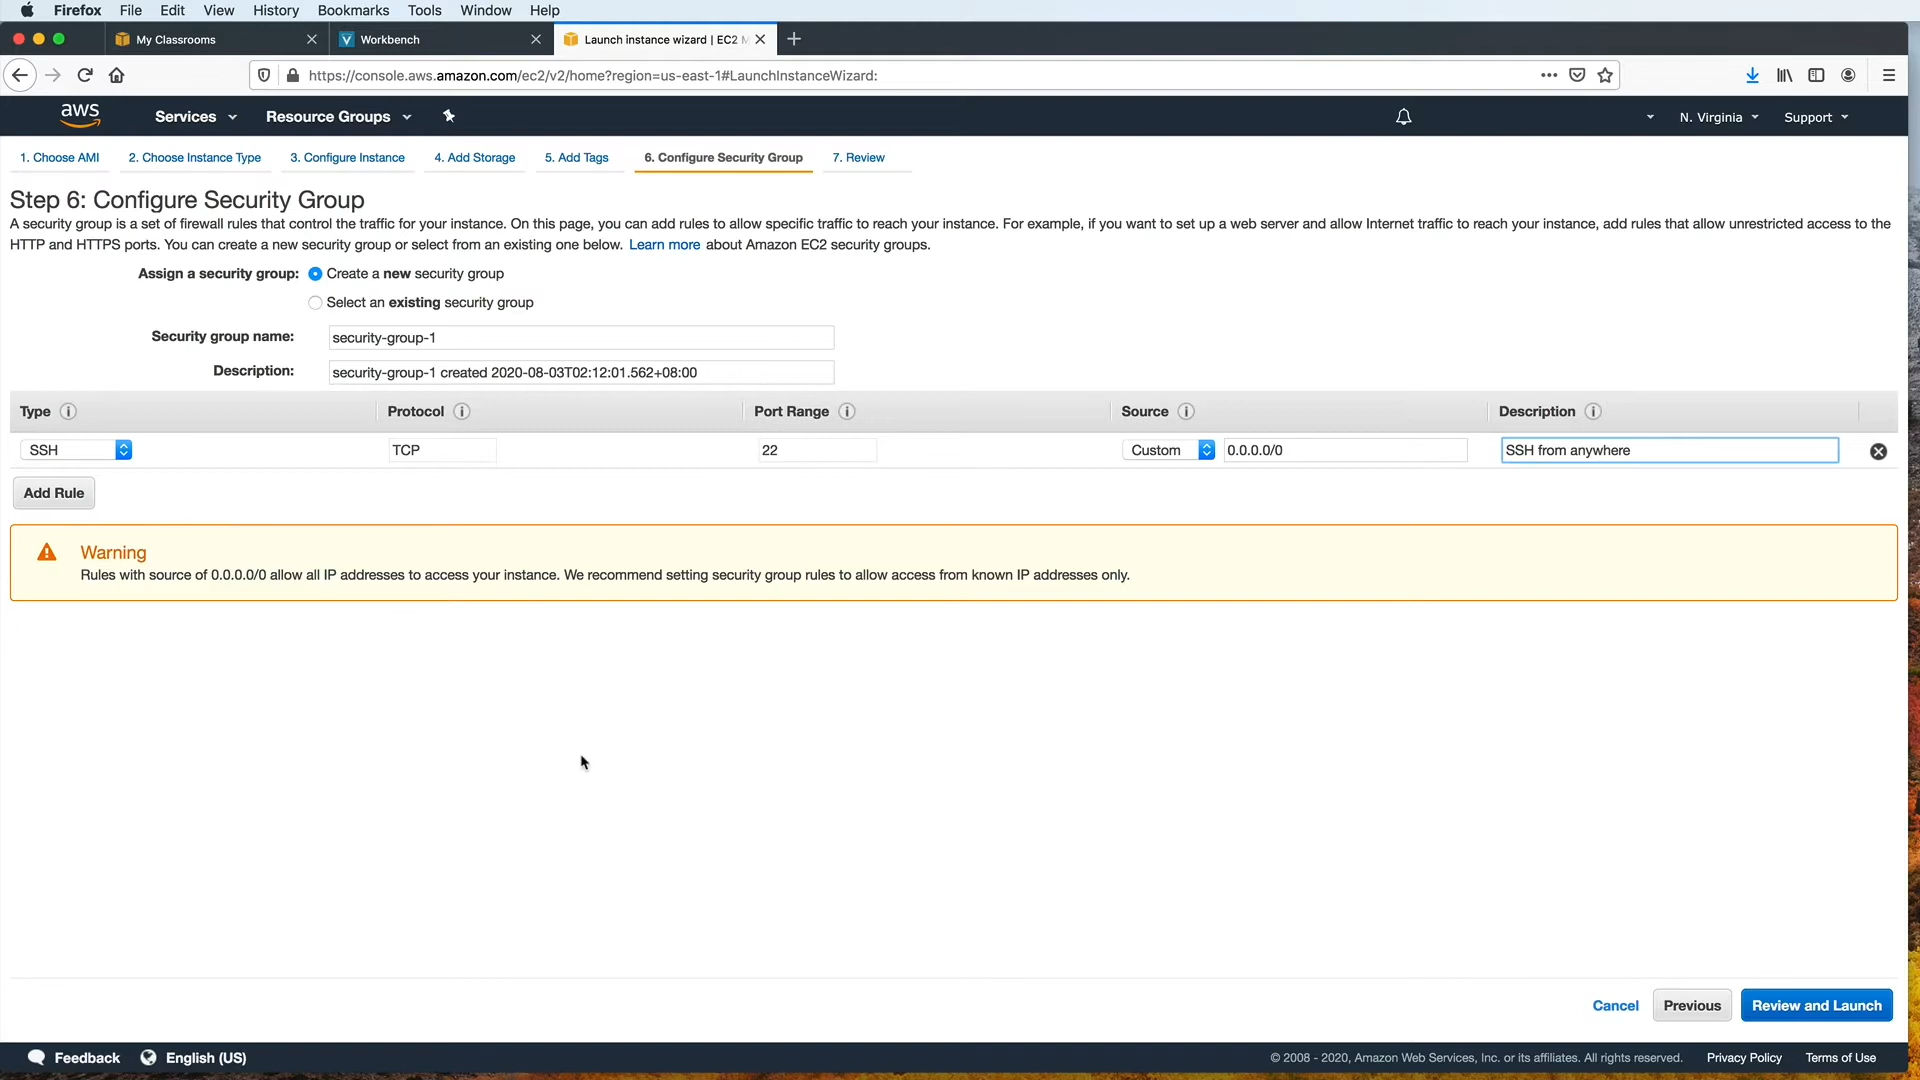 Firefox File Edit View History Bookmarks Tools Window Help
My Classrooms
Workbench
Launch instance wizard | EC2 M
https://console.aws.amazon.com/ec2/v2/home?region=us-east-1#LaunchInstanceWizard:
aws Services Resource Groups N. Virginia Support
1. Choose AMI 2. Choose Instance Type 3. Configure Instance 4. Add Storage 5. Add Tags 6. Configure Security Group 7. Review
Step 6: Configure Security Group
A security group is a set of firewall rules that control the traffic for your instance. On this page, you can add rules to allow specific traffic to reach your instance. For example, if you want to set up a web server and allow Internet traffic to reach your instance, add rules that allow unrestricted access to the
HTTP and HTTPS ports. You can create a new security group or select from an existing one below. Learn more about Amazon EC2 security groups.
Assign a security group: Create a new security group
Select an existing security group
Security group name: security-group-1
Description: security-group-1 created 2020-08-03T02:12:01.562+08:00
Type i Protocol i Port Range i Source i Description i
SSH TCP 22 Custom 0.0.0.0/0 SSH from anywhere
Add Rule
Warning
Rules with source of 0.0.0.0/0 allow all IP addresses to access your instance. We recommend setting security group rules to allow access from known IP addresses only.
Cancel Previous Review and Launch
Feedback English (US) © 2008 - 2020, Amazon Web Services, Inc. or its affiliates. All rights reserved. Privacy Policy Terms of Use